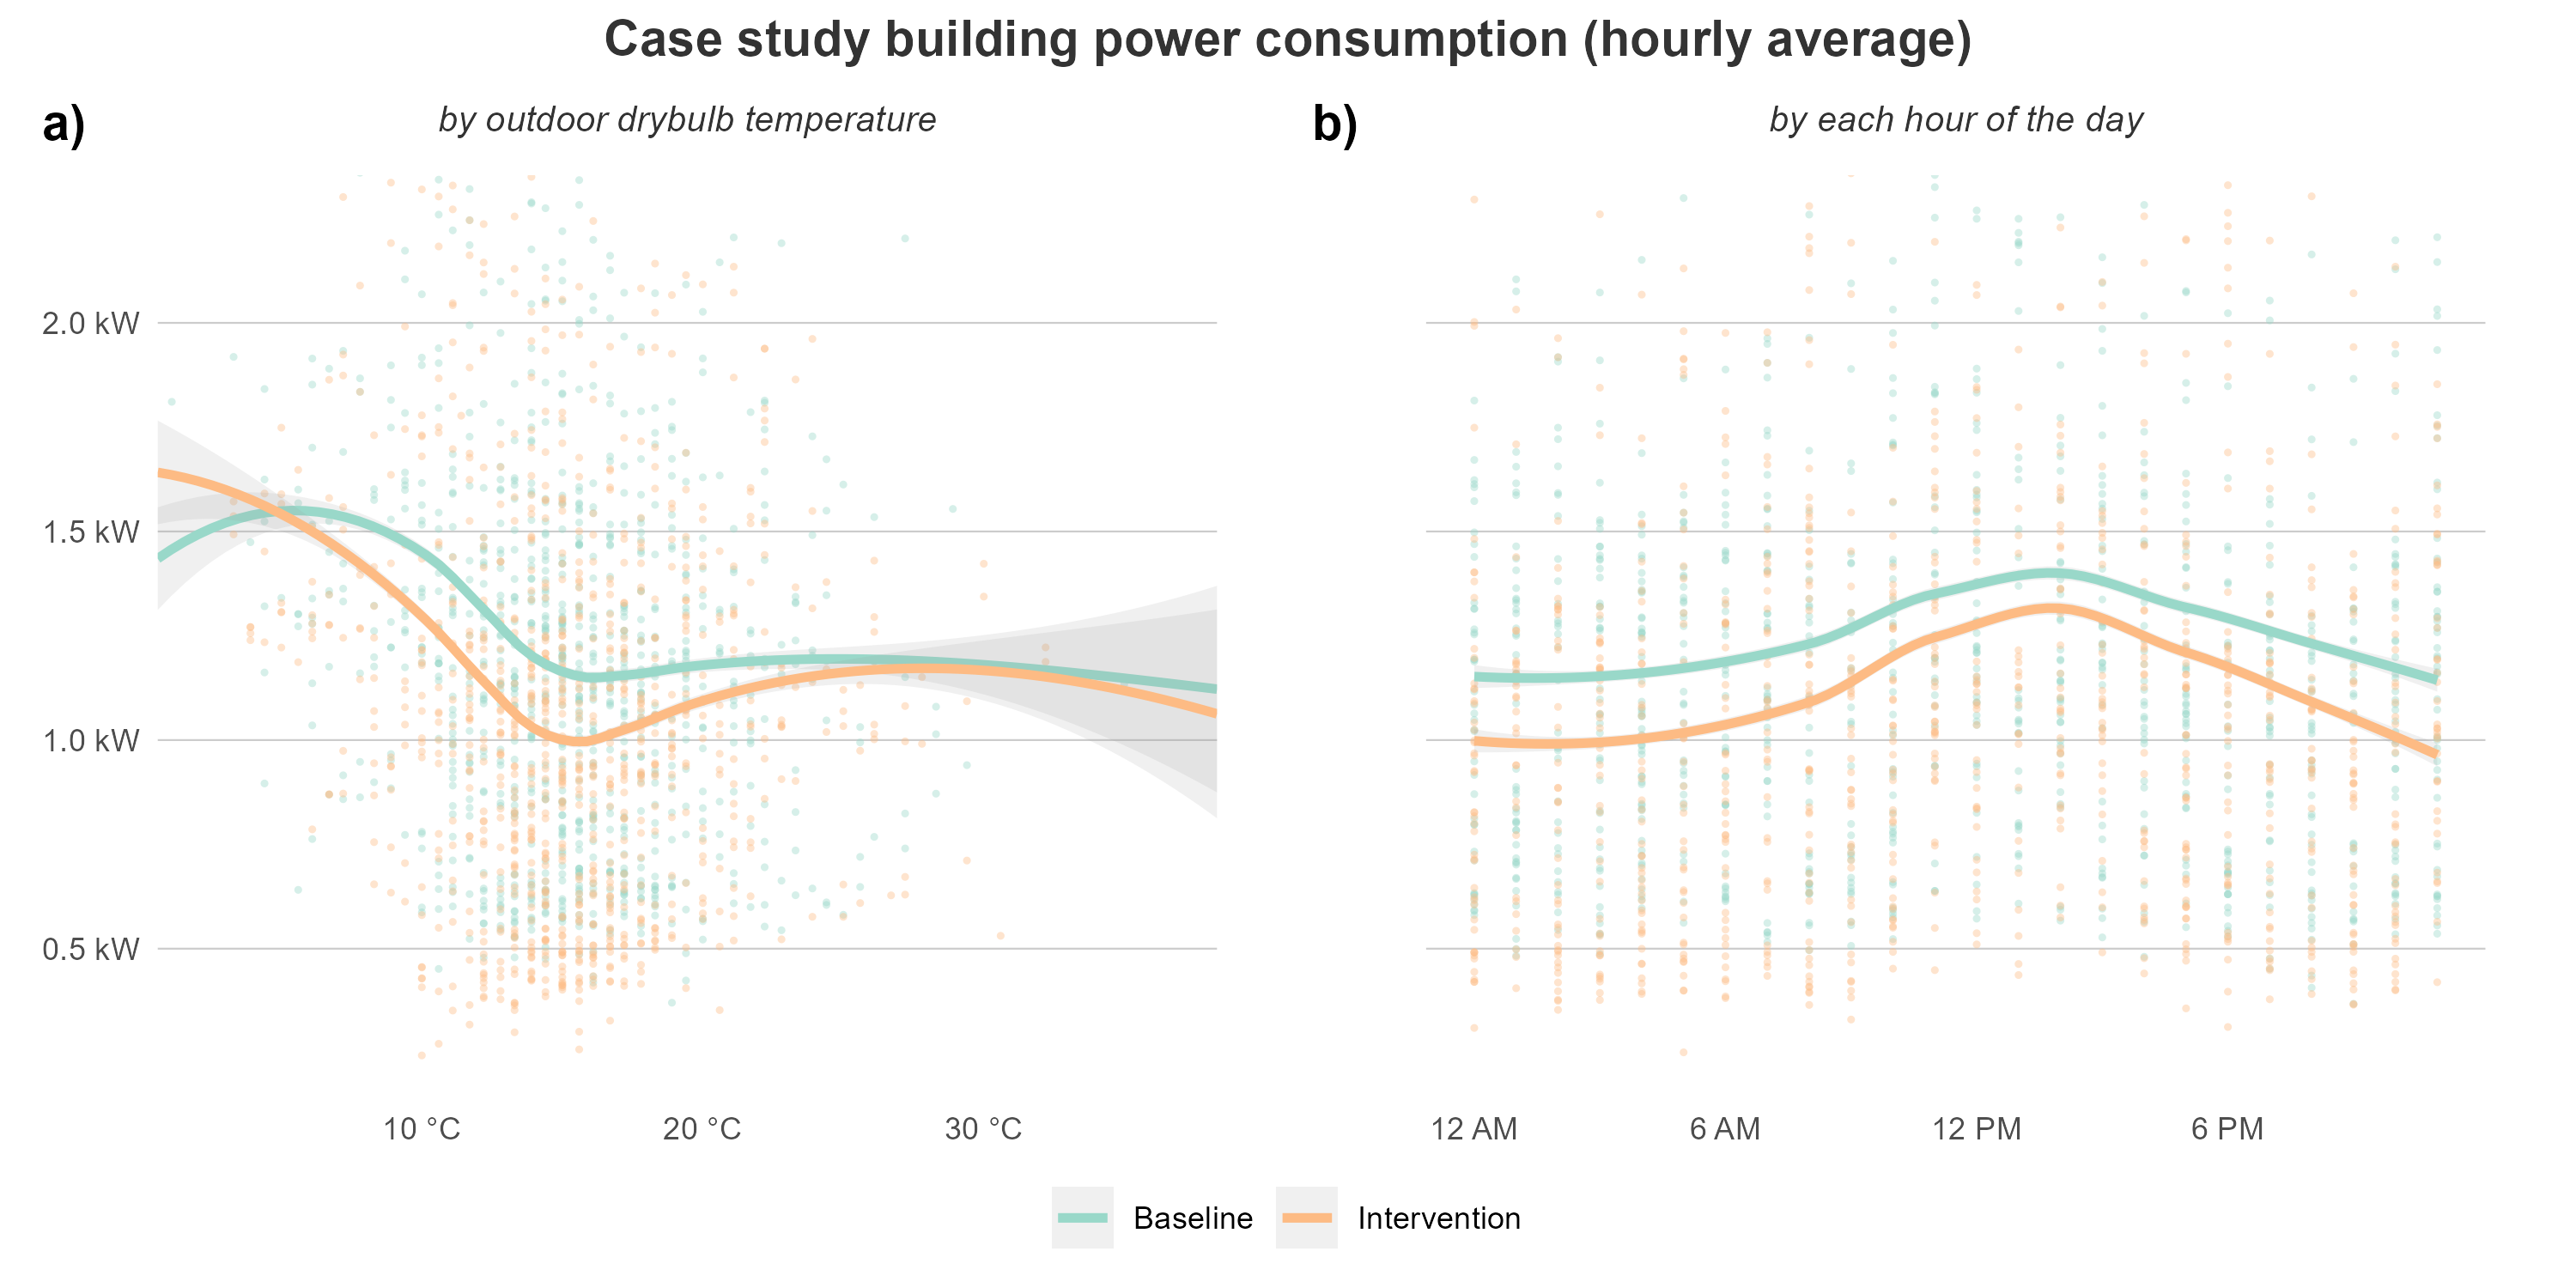 Case study building power consumption (hourly average)
a)
by outdoor drybulb temperature
b)
by each hour of the day
2.0 kW
1.5 kW
1.0 kW
0.5 kW
10 °C 20 °C 30 °C
12 AM 6 AM 12 PM 6 PM
Baseline Intervention